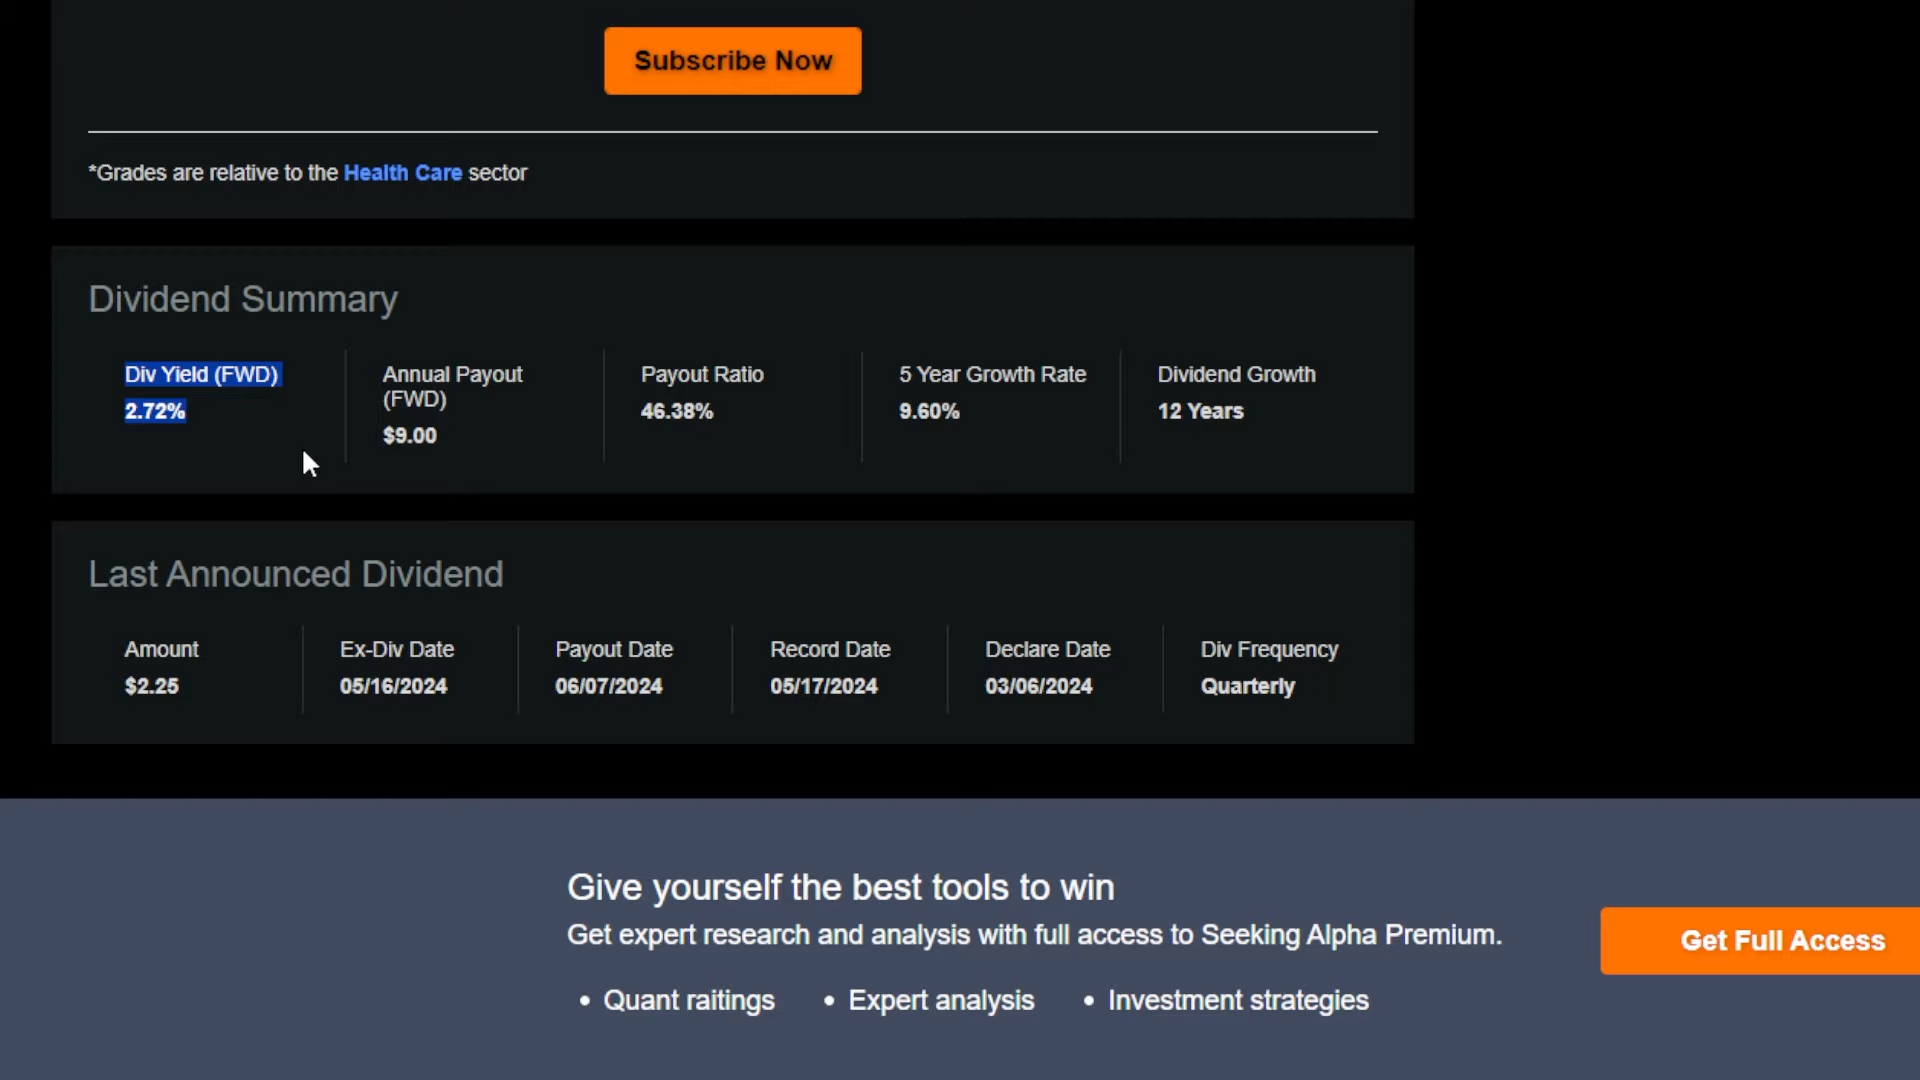 Subscribe Now
*Grades are relative to the Health Care sector
Dividend Summary
Div Yield (FWD)
2.72%
Annual Payout
(FWD)
$9.00
Payout Ratio
46.38%
5 Year Growth Rate
9.60%
Dividend Growth
12 Years
Last Announced Dividend
Amount
$2.25
Ex-Div Date
05/16/2024
Payout Date
06/07/2024
Record Date
05/17/2024
Declare Date
03/06/2024
Div Frequency
Quarterly
Give yourself the best tools to win
Get expert research and analysis with full access to Seeking Alpha Premium.
• Quant raitings • Expert analysis • Investment strategies
Get Full Access